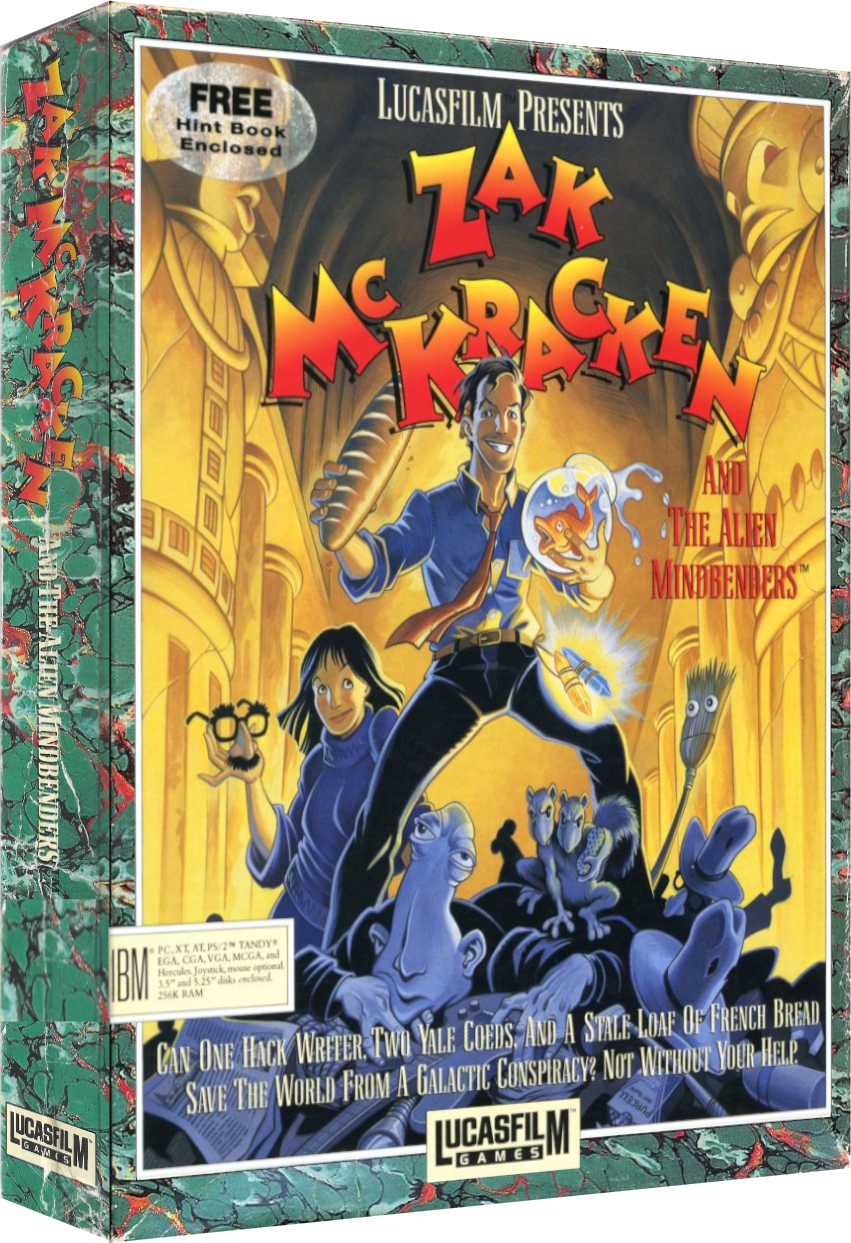 FREE
Hint Book
Enclosed
LUCASFILM™ PRESENTS
ZAK
MCKRACKEN
AND
THE ALIEN
MINDBENDERS™
IBM® PC, XT, AT, PS/2™ TANDY®
EGA, CGA, VGA, MCGA, and
Hercules. Joystick, mouse optional.
3.5" and 5.25" disks enclosed.
256K RAM
CAN ONE HACK WRITER, TWO YALE COEDS, AND A STALE LOAF OF FRENCH BREAD
SAVE THE WORLD FROM A GALACTIC CONSPIRACY? NOT WITHOUT YOUR HELP.
LUCASFILM™
GAMES
ZAK MCKRACKEN
AND THE ALIEN MINDBENDERS
LUCASFILM™
GAMES